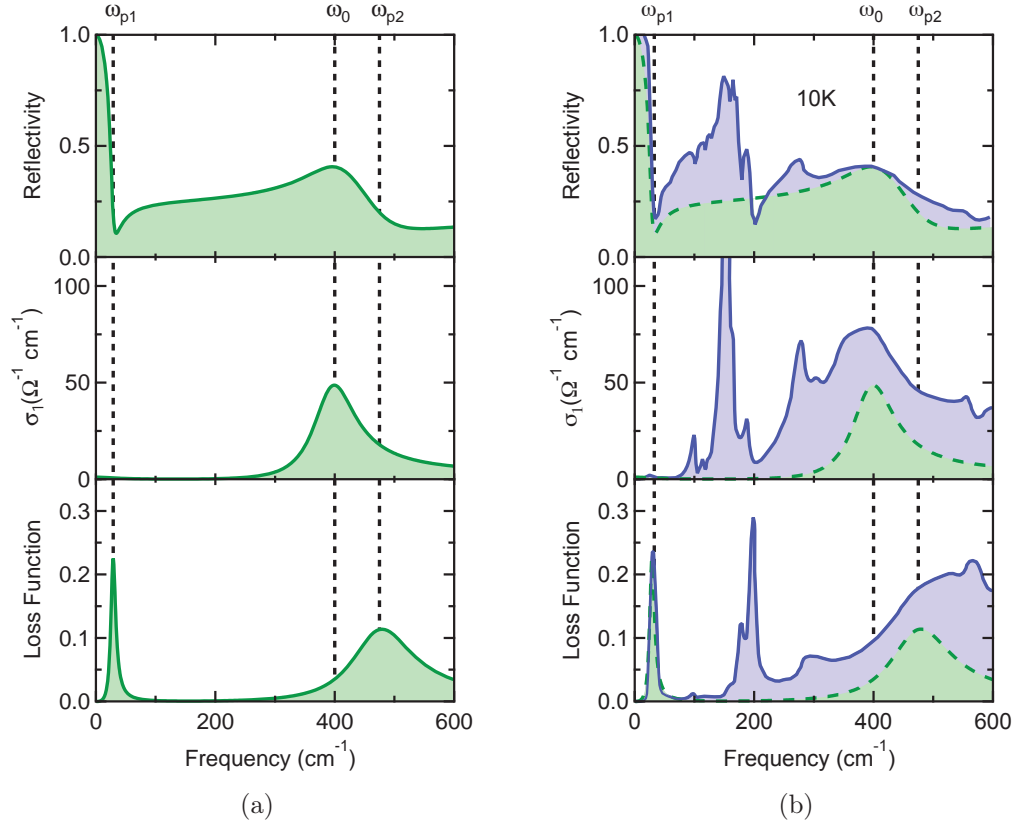 ωp1 ω0 ωp2
1.0
0.5
0.0
Reflectivity
100
50
0
σ1(Ω-1 cm-1)
0.3
0.2
0.1
0.0
Loss Function
0 200 400 600
Frequency (cm-1)
(a)
ωp1 ω0 ωp2
1.0
0.5
0.0
Reflectivity
10K
100
50
0
σ1(Ω-1 cm-1)
0.3
0.2
0.1
0.0
Loss Function
0 200 400 600
Frequency (cm-1)
(b)